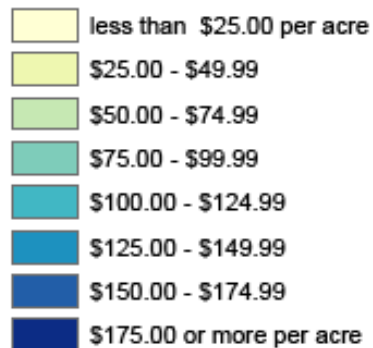 less than $25.00 per acre
$25.00 - $49.99
$50.00 - $74.99
$75.00 - $99.99
$100.00 - $124.99
$125.00 - $149.99
$150.00 - $174.99
$175.00 or more per acre